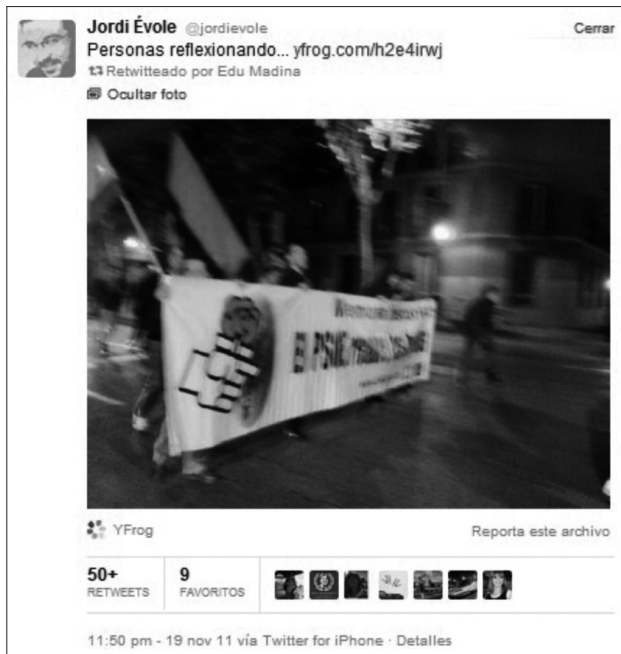 Jordi Évole @jordievole Cerrar
Personas reflexionando... yfrog.com/h2e4irwj
Retwitteado por Edu Madina
Ocultar foto
El PSOE
YFrog Reporta este archivo
50+ 9
RETWEETS FAVORITOS
11:50 pm - 19 nov 11 vía Twitter for iPhone · Detalles